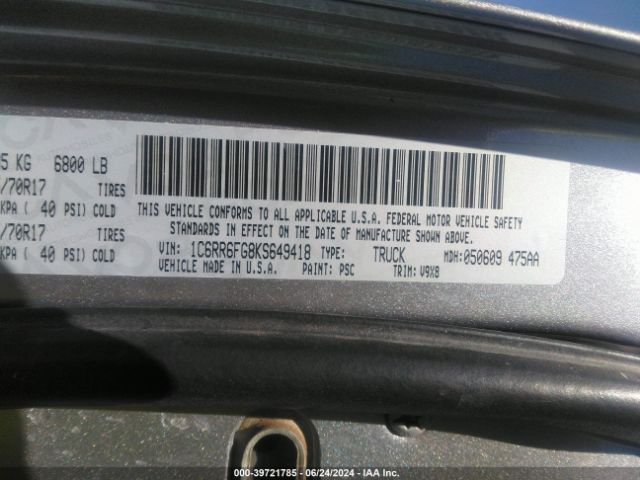 5 KG 6800 LB
/70R17 TIRES
KPA ( 40 PSI) COLD
/70R17 TIRES
KPA ( 40 PSI) COLD
THIS VEHICLE CONFORMS TO ALL APPLICABLE U.S.A. FEDERAL MOTOR VEHICLE SAFETY
STANDARDS IN EFFECT ON THE DATE OF MANUFACTURE SHOWN ABOVE.
VIN: 1C6RR6FG8KS649418 TYPE: TRUCK MDH: 050609 475AA
VEHICLE MADE IN U.S.A. PAINT: PSC TRIM: V9X8
000-39721785 - 06/24/2024 - IAA Inc.